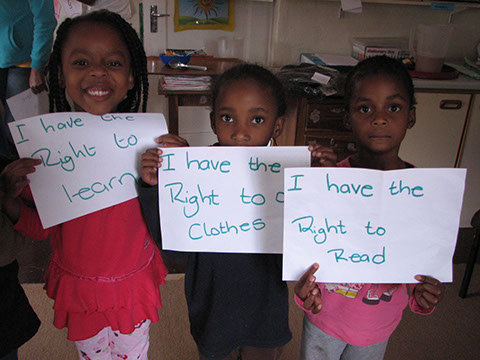 I have the
Right to
learn
I have the
Right to
Clothes
I have the
Right to
Read